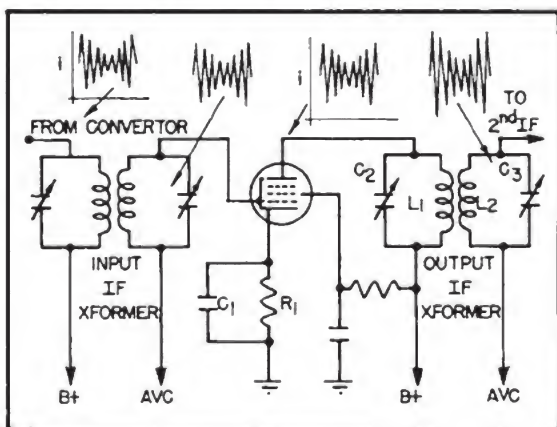 i
i
FROM CONVERTOR
TO
2nd IF
C2
C3
L1
L2
INPUT
IF
XFORMER
C1
R1
OUTPUT
IF
XFORMER
B+
AVC
B+
AVC